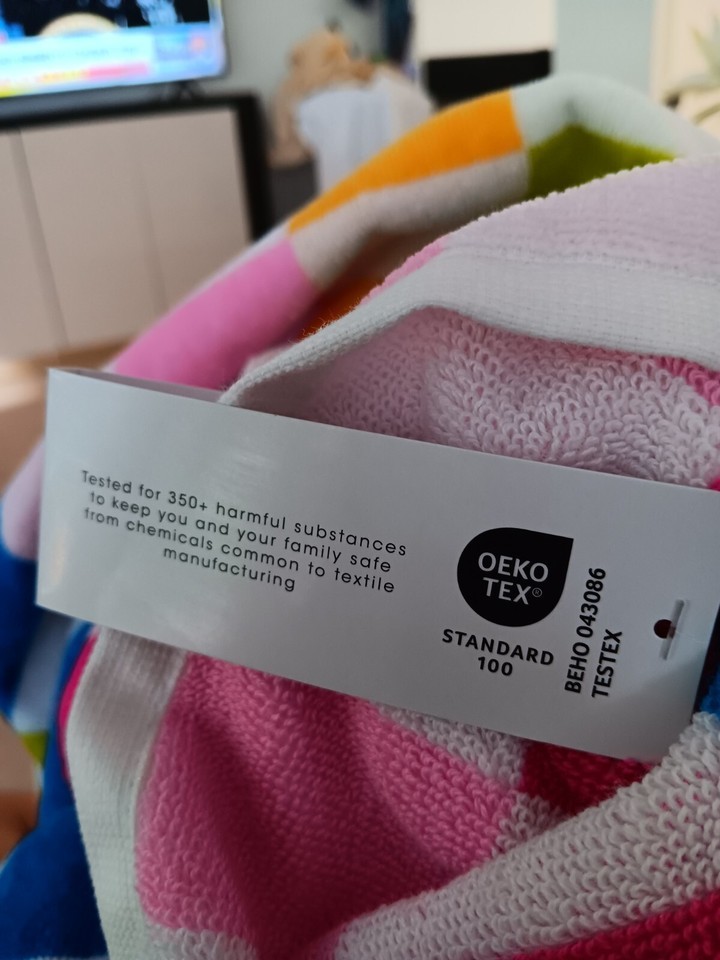 Tested for 350+ harmful substances
to keep you and your family safe
from chemicals common to textile
manufacturing
OEKO
TEX®
STANDARD
100
BEHO 043086
TESTEX